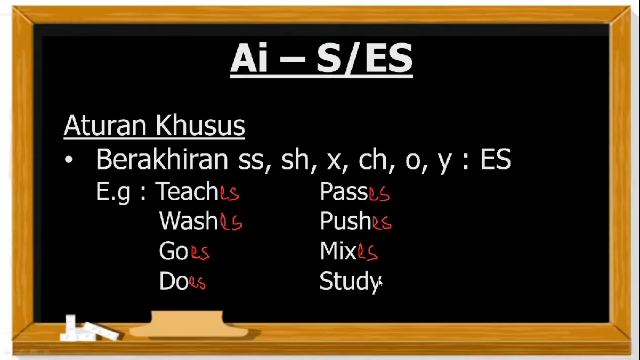 Ai – S/ES
Aturan Khusus
• Berakhiran ss, sh, x, ch, o, y : ES
E.g : Teaches Passes
Washes Pushes
Goes Mixes
Does Study